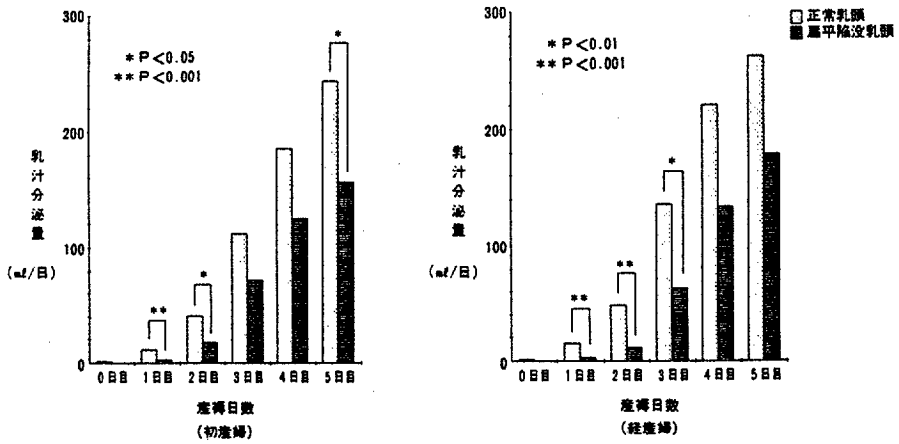 300
200
100
0
* P<0.05
** P<0.001
乳汁分泌量
(ml/日)
**
*
*
0日目 1日目 2日目 3日目 4日目 5日目
産褥日数
(初産婦)
300
200
100
0
* P<0.01
** P<0.001
乳汁分泌量
(ml/日)
**
**
*
0日目 1日目 2日目 3日目 4日目 5日目
産褥日数
(経産婦)
正常乳頭
扁平陥没乳頭